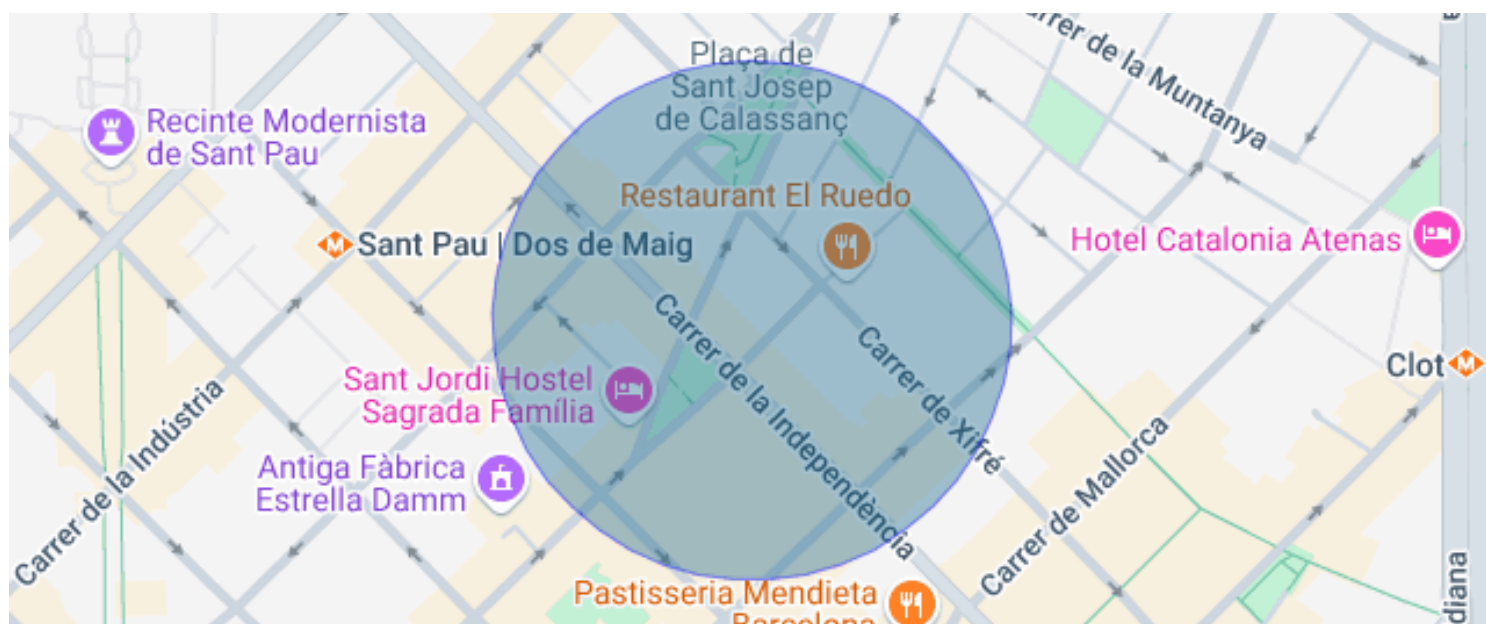 Plaça de
Sant Josep
de Calassanç
Carrer de la Muntanya
Recinte Modernista
de Sant Pau
Restaurant El Ruedo
Sant Pau | Dos de Maig
Hotel Catalonia Atenas
Carrer de la Independència
Carrer de Xifré
Clot
Sant Jordi Hostel
Sagrada Família
Carrer de la Indústria
Carrer de Mallorca
Antiga Fàbrica
Estrella Damm
Pastisseria Mendieta
Barcelona
diana